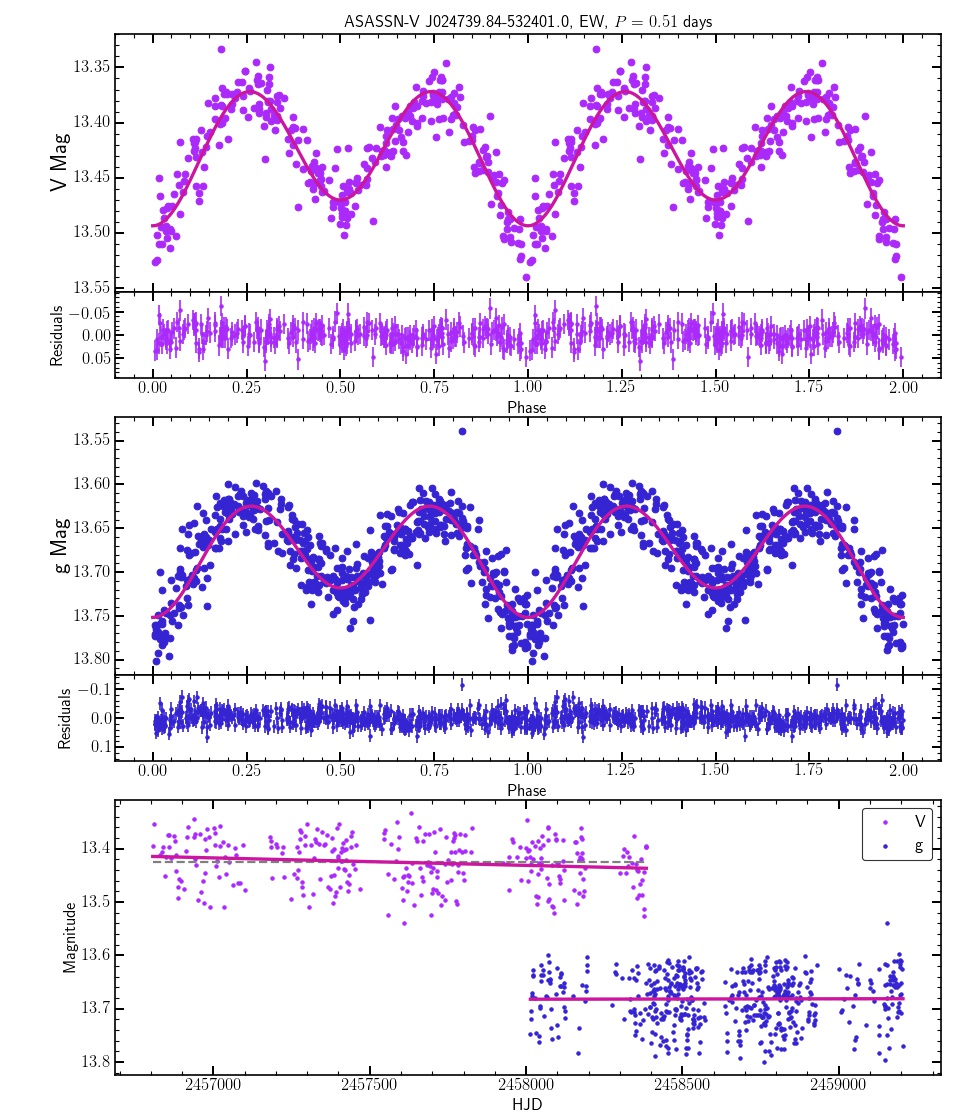 ASASSN-V J024739.84-532401.0, EW, P = 0.51 days
V Mag
13.35
13.40
13.45
13.50
13.55
Residuals
−0.05
0.00
0.05
0.00 0.25 0.50 0.75 1.00 1.25 1.50 1.75 2.00
Phase
g Mag
13.55
13.60
13.65
13.70
13.75
13.80
Residuals
−0.1
0.0
0.1
0.00 0.25 0.50 0.75 1.00 1.25 1.50 1.75 2.00
Phase
Magnitude
13.4
13.5
13.6
13.7
13.8
V
g
2457000 2457500 2458000 2458500 2459000
HJD